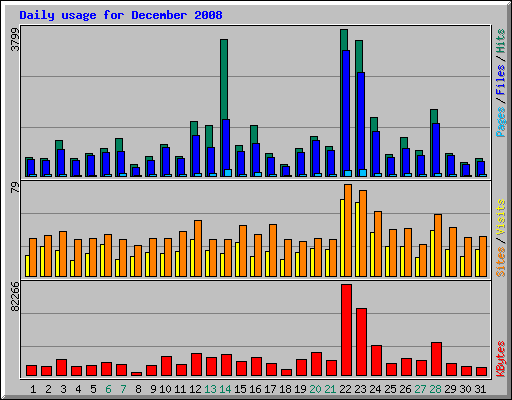 Daily usage for December 2008
3799
Pages / Files / Hits
79
Sites / Visits
82266
KBytes
1 2 3 4 5 6 7 8 9 10 11 12 13 14 15 16 17 18 19 20 21 22 23 24 25 26 27 28 29 30 31